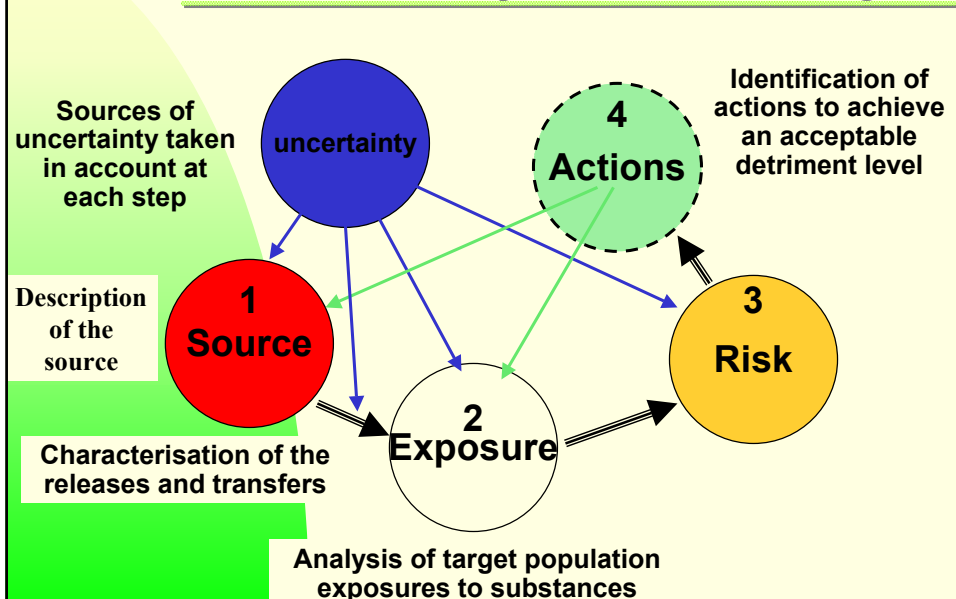 Sources of
uncertainty taken
in account at
each step
uncertainty
4
Actions
Identification of
actions to achieve
an acceptable
detriment level
Description
of the
source
1
Source
3
Risk
2
Exposure
Characterisation of the
releases and transfers
Analysis of target population
exposures to substances